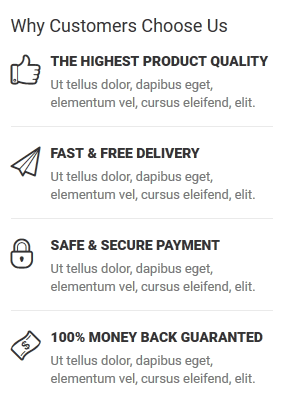 Why Customers Choose Us
THE HIGHEST PRODUCT QUALITY
Ut tellus dolor, dapibus eget,
elementum vel, cursus eleifend, elit.
FAST & FREE DELIVERY
Ut tellus dolor, dapibus eget,
elementum vel, cursus eleifend, elit.
SAFE & SECURE PAYMENT
Ut tellus dolor, dapibus eget,
elementum vel, cursus eleifend, elit.
$
100% MONEY BACK GUARANTED
Ut tellus dolor, dapibus eget,
elementum vel, cursus eleifend, elit.